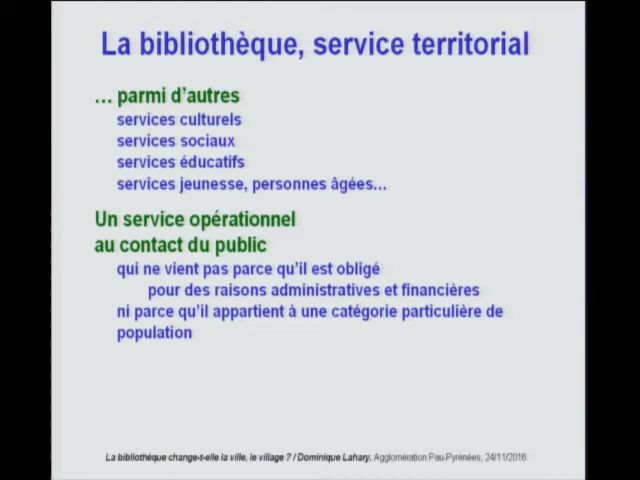 La bibliothèque, service territorial
… parmi d'autres
services culturels
services sociaux
services éducatifs
services jeunesse, personnes âgées…
Un service opérationnel
au contact du public
qui ne vient pas parce qu'il est obligé
pour des raisons administratives et financières
ni parce qu'il appartient à une catégorie particulière de
population
La bibliothèque change-t-elle la ville, le village ? / Dominique Lahary. Agglomération Pau-Pyrénées, 24/11/2016